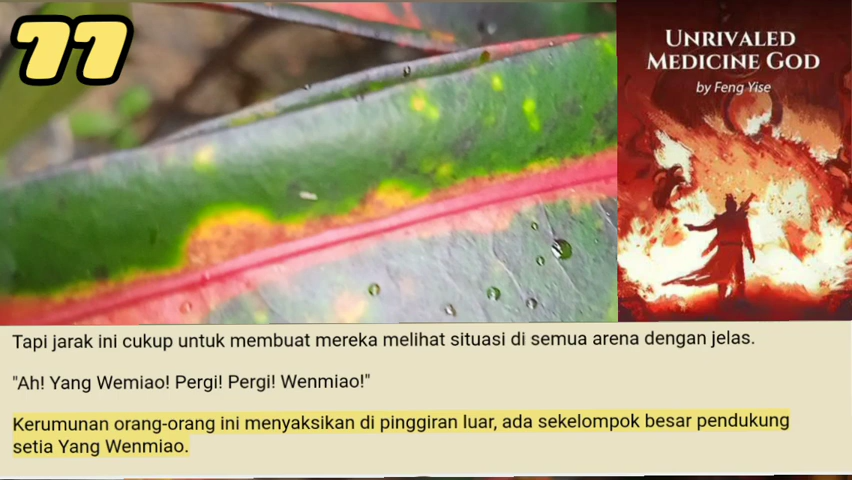 77
UNRIVALED
MEDICINE GOD
by Feng Yise
Tapi jarak ini cukup untuk membuat mereka melihat situasi di semua arena dengan jelas.
"Ah! Yang Wemiao! Pergi! Pergi! Wenmiao!"
Kerumunan orang-orang ini menyaksikan di pinggiran luar, ada sekelompok besar pendukung
setia Yang Wenmiao.